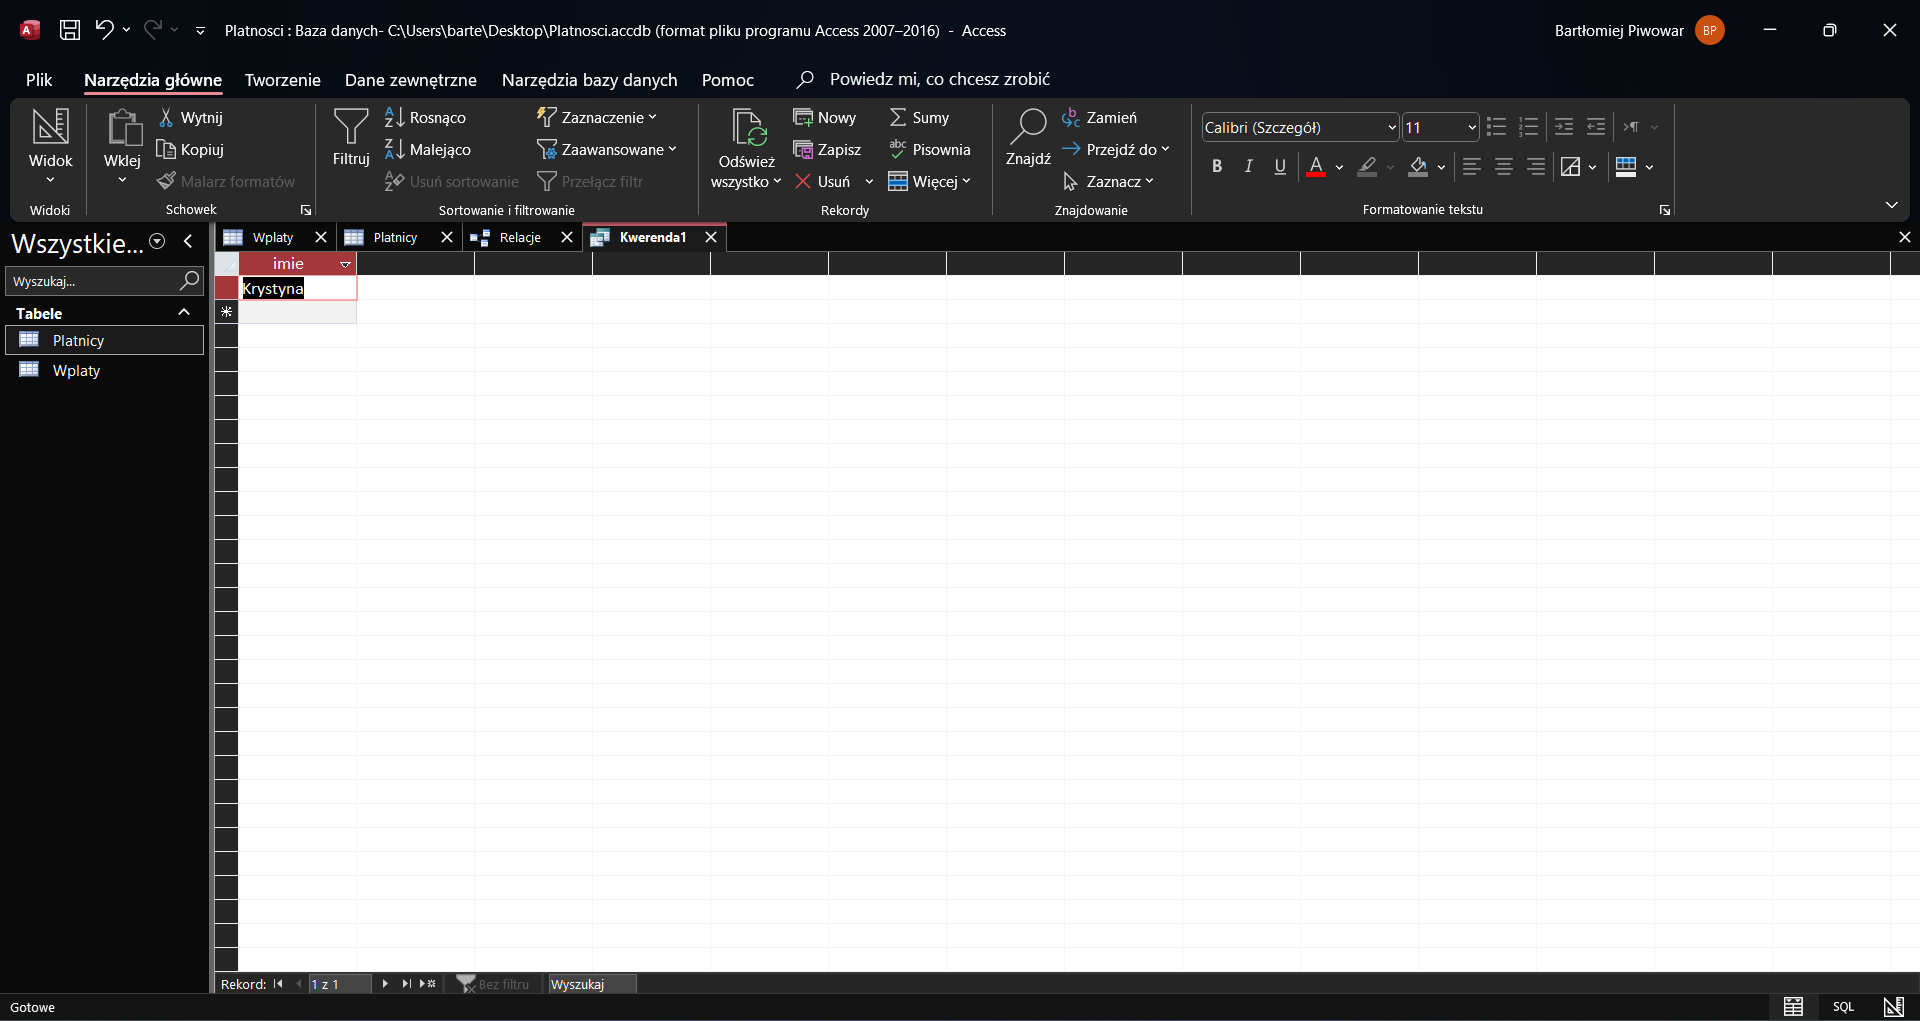 Platnosci : Baza danych- C:\Users\barte\Desktop\Platnosci.accdb (format pliku programu Access 2007–2016) - Access
Bartłomiej Piwowar
BP
Plik
Narzędzia główne
Tworzenie
Dane zewnętrzne
Narzędzia bazy danych
Pomoc
Powiedz mi, co chcesz zrobić
Widok
Widoki
Wklej
Wytnij
Kopiuj
Malarz formatów
Schowek
Filtruj
Rosnąco
Malejąco
Usuń sortowanie
Zaznaczenie
Zaawansowane
Przełącz filtr
Sortowanie i filtrowanie
Odśwież
wszystko
Nowy
Zapisz
Usuń
Sumy
Pisownia
Więcej
Rekordy
Znajdź
Zamień
Przejdź do
Zaznacz
Znajdowanie
Calibri (Szczegół)
11
B I U A
Formatowanie tekstu
Wszystkie...
Wyszukaj...
Tabele
Platnicy
Wplaty
Wplaty
Platnicy
Relacje
Kwerenda1
imie
Krystyna
Rekord:
1 z 1
Bez filtru
Wyszukaj
Gotowe
SQL